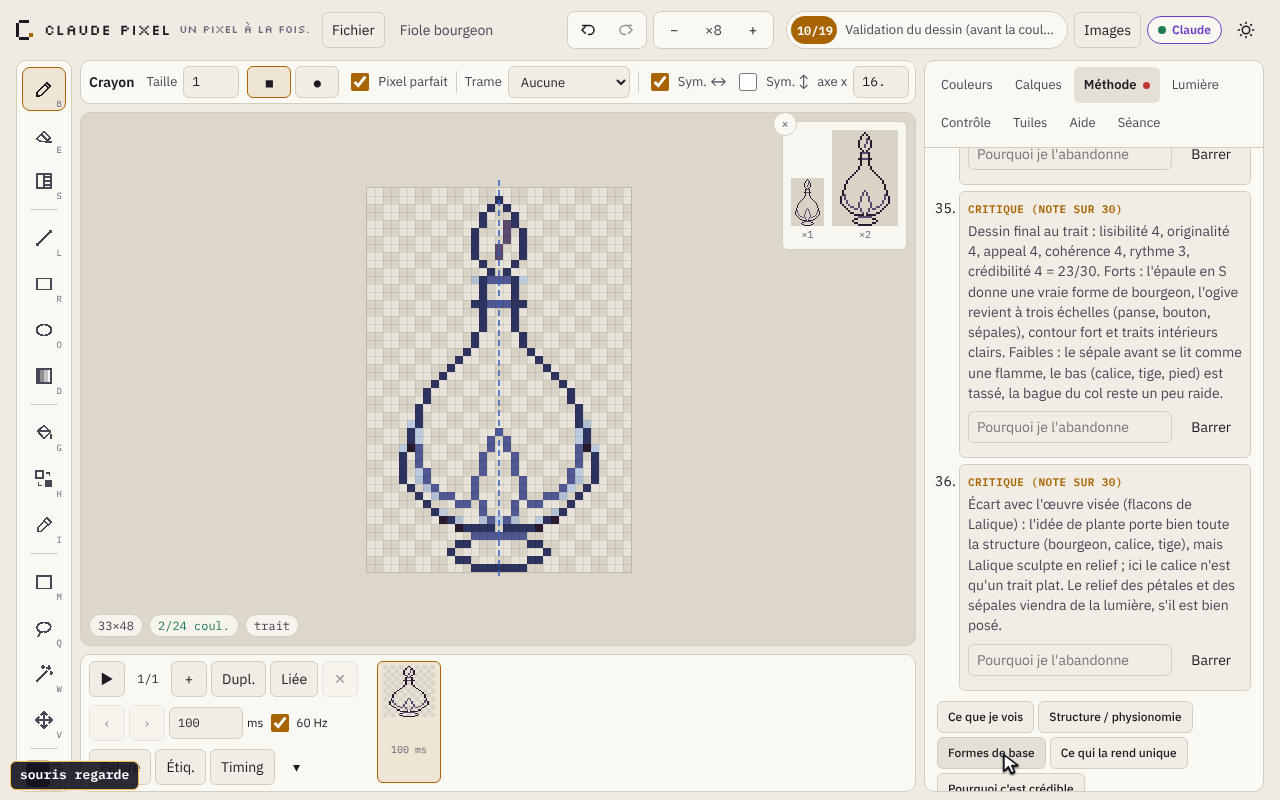 CLAUDE PIXEL UN PIXEL À LA FOIS. Fichier Fiole bourgeon − ×8 + 10/19 Validation du dessin (avant la coul… Images Claude
Crayon Taille 1 ■ ● Pixel parfait Trame Aucune Sym. ↔ Sym. ↕ axe x 16.
B
E
S
L
R
O
D
G
H
I
M
Q
W
V
×
×1 ×2
33×48 2/24 coul. trait
▶ 1/1 + Dupl. Liée ×
‹ › 100 ms 60 Hz
100 ms
Étiq. Timing ▼
souris regarde
Couleurs Calques Méthode Lumière
Contrôle Tuiles Aide Séance
Pourquoi je l'abandonne Barrer
35. CRITIQUE (NOTE SUR 30)
Dessin final au trait : lisibilité 4, originalité
4, appeal 4, cohérence 4, rythme 3,
crédibilité 4 = 23/30. Forts : l'épaule en S
donne une vraie forme de bourgeon, l'ogive
revient à trois échelles (panse, bouton,
sépales), contour fort et traits intérieurs
clairs. Faibles : le sépale avant se lit comme
une flamme, le bas (calice, tige, pied) est
tassé, la bague du col reste un peu raide.
Pourquoi je l'abandonne Barrer
36. CRITIQUE (NOTE SUR 30)
Écart avec l'œuvre visée (flacons de
Lalique) : l'idée de plante porte bien toute
la structure (bourgeon, calice, tige), mais
Lalique sculpte en relief ; ici le calice n'est
qu'un trait plat. Le relief des pétales et des
sépales viendra de la lumière, s'il est bien
posé.
Pourquoi je l'abandonne Barrer
Ce que je vois Structure / physionomie
Formes de base Ce qui la rend unique
Pourquoi c'est crédible